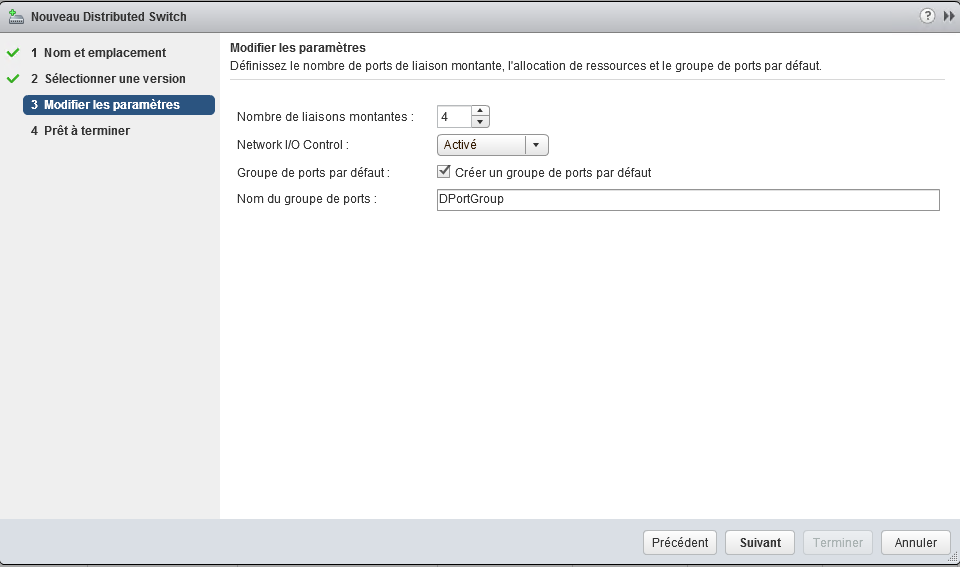 Nouveau Distributed Switch
?
1 Nom et emplacement
2 Sélectionner une version
3 Modifier les paramètres
4 Prêt à terminer
Modifier les paramètres
Définissez le nombre de ports de liaison montante, l'allocation de ressources et le groupe de ports par défaut.
Nombre de liaisons montantes : 4
Network I/O Control : Activé
Groupe de ports par défaut : Créer un groupe de ports par défaut
Nom du groupe de ports : DPortGroup
Précédent Suivant Terminer Annuler